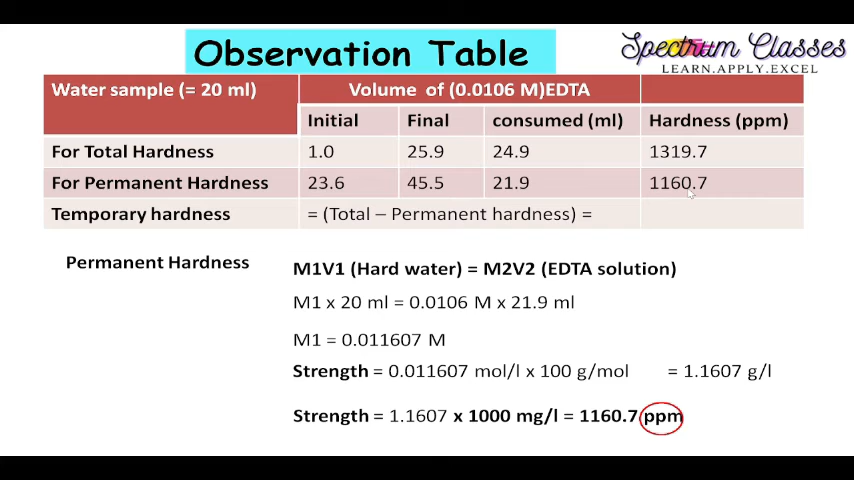 Observation Table
Spectrum Classes
LEARN.APPLY.EXCEL
Water sample (= 20 ml) Volume of (0.0106 M)EDTA
Initial Final consumed (ml) Hardness (ppm)
For Total Hardness 1.0 25.9 24.9 1319.7
For Permanent Hardness 23.6 45.5 21.9 1160.7
Temporary hardness = (Total – Permanent hardness) =
Permanent Hardness
M1V1 (Hard water) = M2V2 (EDTA solution)
M1 x 20 ml = 0.0106 M x 21.9 ml
M1 = 0.011607 M
Strength = 0.011607 mol/l x 100 g/mol = 1.1607 g/l
Strength = 1.1607 x 1000 mg/l = 1160.7 ppm